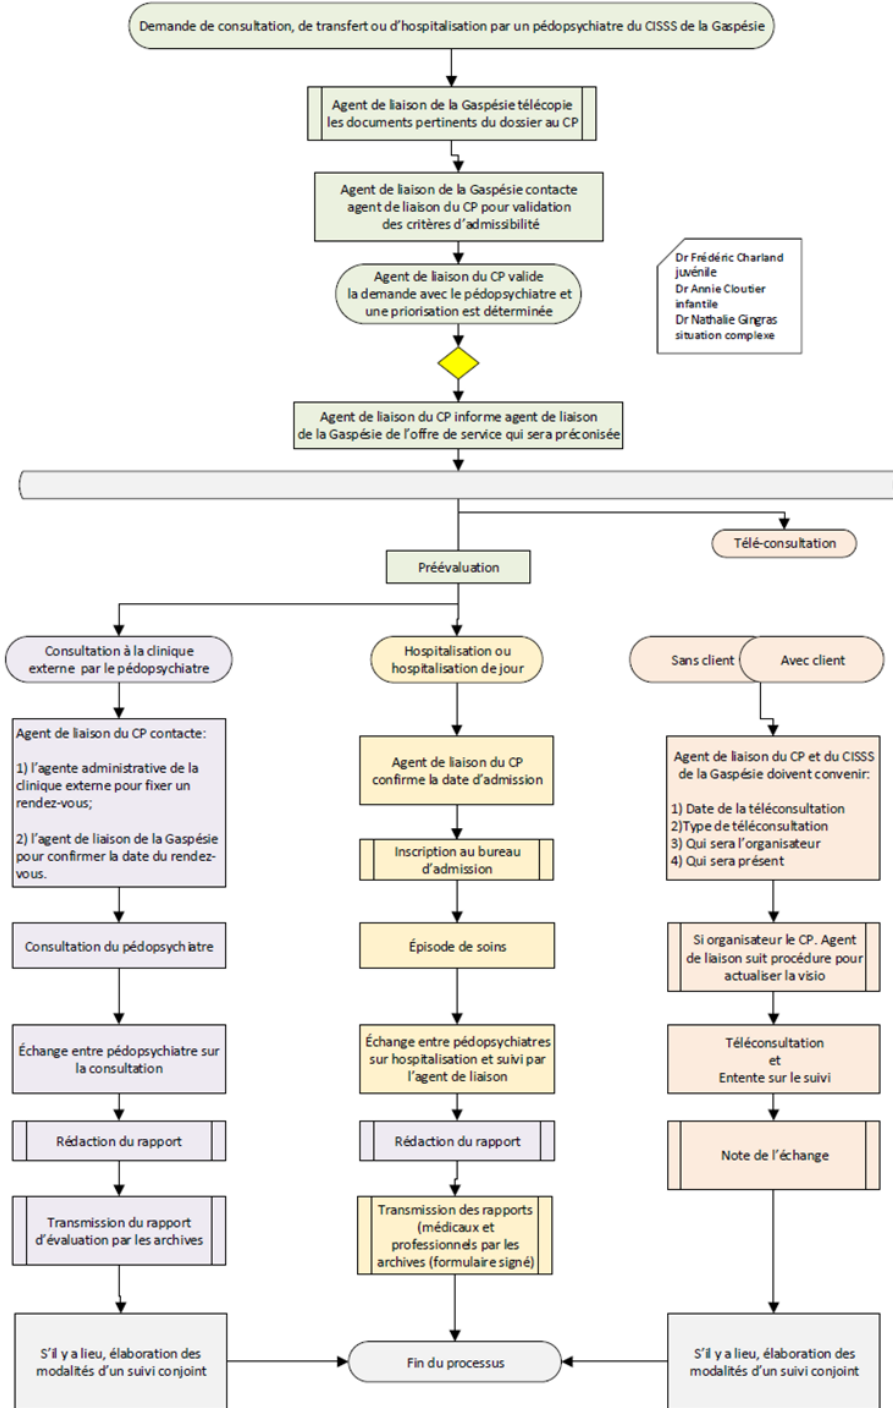 Demande de consultation, de transfert ou d'hospitalisation par un pédopsychiatre du CISSS de la Gaspésie
Agent de liaison de la Gaspésie télécopie
les documents pertinents du dossier au CP
Agent de liaison de la Gaspésie contacte
agent de liaison du CP pour validation
des critères d'admissibilité
Dr Frédéric Charland
juvénile
Dr Annie Cloutier
infantile
Dr Nathalie Gingras
situation complexe
Agent de liaison du CP valide
la demande avec le pédopsychiatre et
une priorisation est déterminée
Agent de liaison du CP informe agent de liaison
de la Gaspésie de l'offre de service qui sera préconisée
Télé-consultation
Préévaluation
Consultation à la clinique
externe par le pédopsychiatre
Agent de liaison du CP contacte:
1) l'agente administrative de la
clinique externe pour fixer un
rendez-vous;
2) l'agent de liaison de la Gaspésie
pour confirmer la date du rendez-
vous.
Consultation du pédopsychiatre
Échange entre pédopsychiatre sur
la consultation
Rédaction du rapport
Transmission du rapport
d'évaluation par les archives
S'il y a lieu, élaboration des
modalités d'un suivi conjoint
Hospitalisation ou
hospitalisation de jour
Agent de liaison du CP
confirme la date d'admission
Inscription au bureau
d'admission
Épisode de soins
Échange entre pédopsychiatres
sur hospitalisation et suivi par
l'agent de liaison
Rédaction du rapport
Transmission des rapports
(médicaux et
professionnels par les
archives (formulaire signé)
Fin du processus
Sans client
Avec client
Agent de liaison du CP et du CISSS
de la Gaspésie doivent convenir:
1) Date de la téléconsultation
2)Type de téléconsultation
3) Qui sera l'organisateur
4) Qui sera présent
Si organisateur le CP. Agent
de liaison suit procédure pour
actualiser la visio
Téléconsultation
et
Entente sur le suivi
Note de l'échange
S'il y a lieu, élaboration des
modalités d'un suivi conjoint